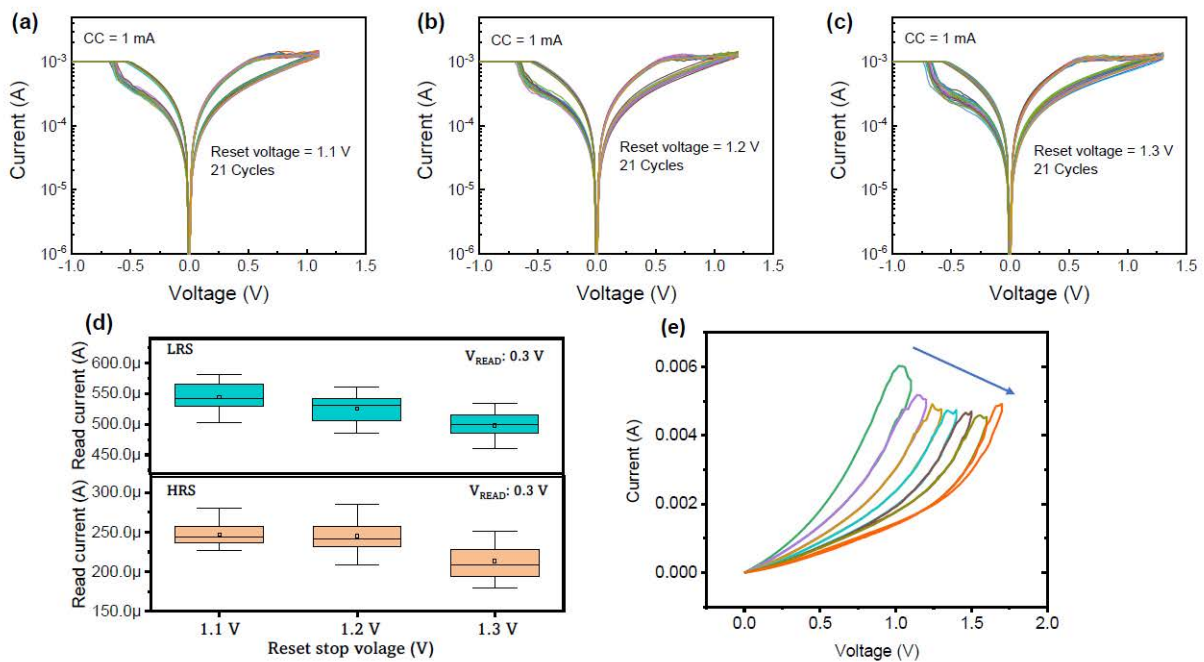 (a)
CC = 1 mA
Reset voltage = 1.1 V
21 Cycles
Current (A)
10-3
10-4
10-5
10-6
-1.0 -0.5 0.0 0.5 1.0 1.5
Voltage (V)
(b)
CC = 1 mA
Reset voltage = 1.2 V
21 Cycles
Current (A)
10-3
10-4
10-5
10-6
-1.0 -0.5 0.0 0.5 1.0 1.5
Voltage (V)
(c)
CC = 1 mA
Reset voltage = 1.3 V
21 Cycles
Current (A)
10-3
10-4
10-5
10-6
-1.0 -0.5 0.0 0.5 1.0 1.5
Voltage (V)
(d)
LRS
VREAD: 0.3 V
Read current (A)
600.0μ
550.0μ
500.0μ
450.0μ
HRS
VREAD: 0.3 V
Read current (A)
300.0μ
250.0μ
200.0μ
150.0μ
1.1 V 1.2 V 1.3 V
Reset stop volage (V)
(e)
Current (A)
0.006
0.004
0.002
0.000
0.0 0.5 1.0 1.5 2.0
Voltage (V)